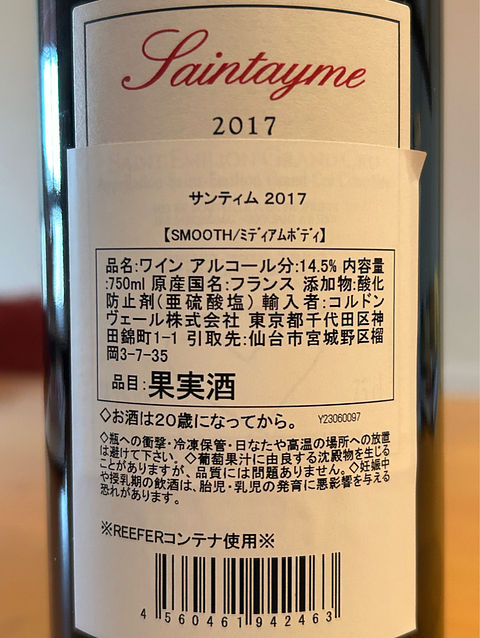 Saintayme
2017
SAINT EMILION GRAND CRU
サンティム 2017
【SMOOTH/ﾐﾃﾞｨｱﾑﾎﾞﾃﾞｨ】
品名:ワイン アルコール分:14.5% 内容量
:750ml 原産国名:フランス 添加物:酸化
防止剤(亜硫酸塩) 輸入者:コルドン
ヴェール株式会社 東京都千代田区神
田錦町1-1 引取先:仙台市宮城野区榴
岡3-7-35
品目:果実酒
◇お酒は20歳になってから。 Y23060097
◇瓶への衝撃・冷凍保管・日なたや高温の場所への放置
は避けて下さい。◇葡萄果汁に由良する沈殿物を生じる
ことがありますが、品質には問題ありません。◇妊娠中
や授乳期の飲酒は、胎児・乳児の発育に悪影響を与える
恐れがあります。
※REEFERコンテナ使用※
4 560461 942463